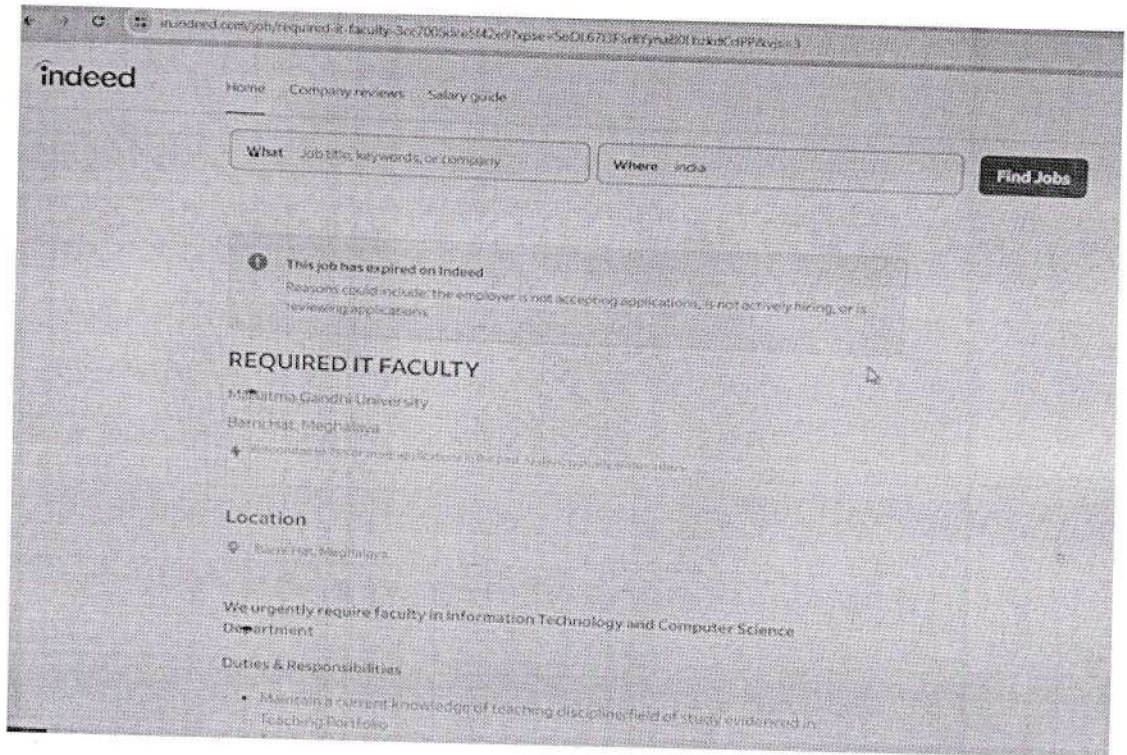 indeed
Home Company reviews Salary guide
What Job title, keywords, or company
Where india
Find Jobs
This job has expired on Indeed
Reasons could include: the employer is not accepting applications, is not actively hiring, or is
reviewing applications.
REQUIRED IT FACULTY
Mahatma Gandhi University
Barni Hat, Meghalaya
Location
Barni Hat, Meghalaya
We urgently require faculty in Information Technology and Computer Science
Department
Duties & Responsibilities
• Maintain a current knowledge of teaching discipline/field of study evidenced in
Teaching Portfolio